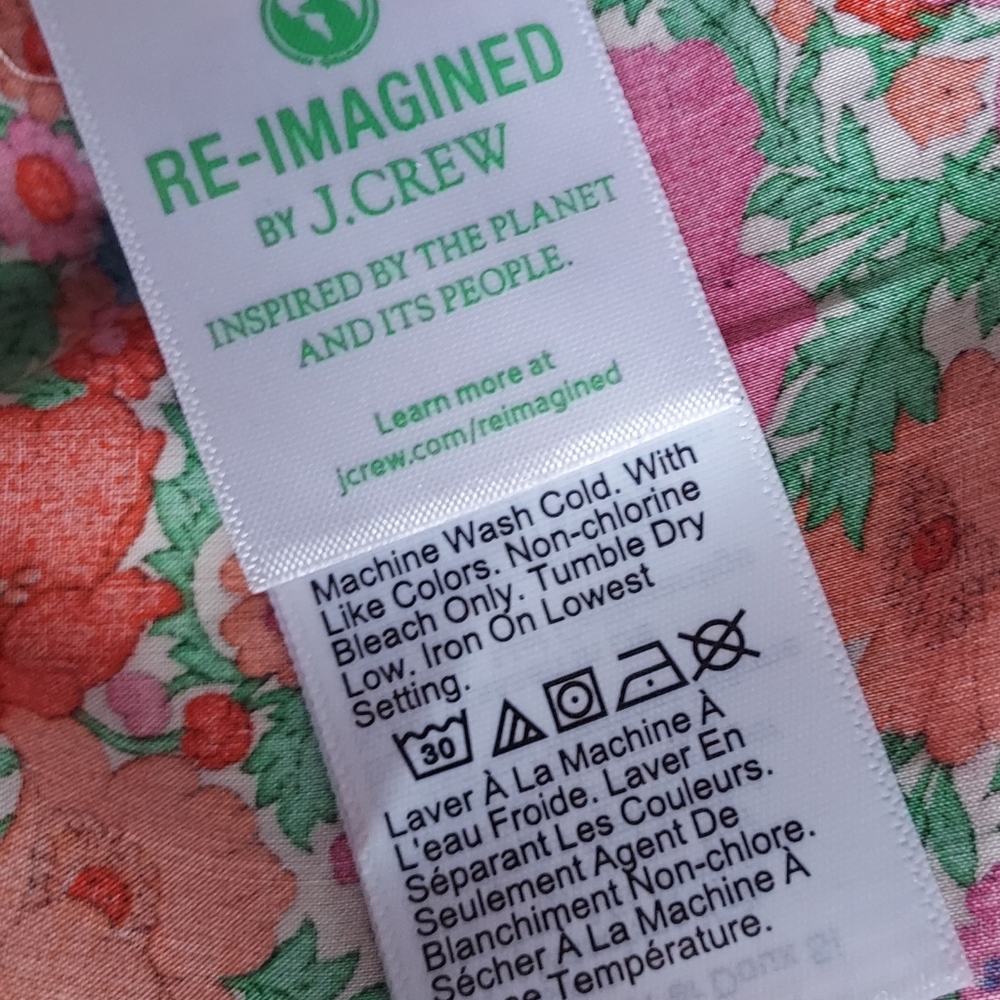 RE-IMAGINED
BY J.CREW
INSPIRED BY THE PLANET
AND ITS PEOPLE.
Learn more at
jcrew.com/reimagined
Machine Wash Cold. With
Like Colors. Non-chlorine
Bleach Only. Tumble Dry
Low. Iron On Lowest
Setting.
30
Laver À La Machine À
L'eau Froide. Laver En
Séparant Les Couleurs.
Seulement Agent De
Blanchiment Non-chlore.
Sécher À La Machine À
Température.